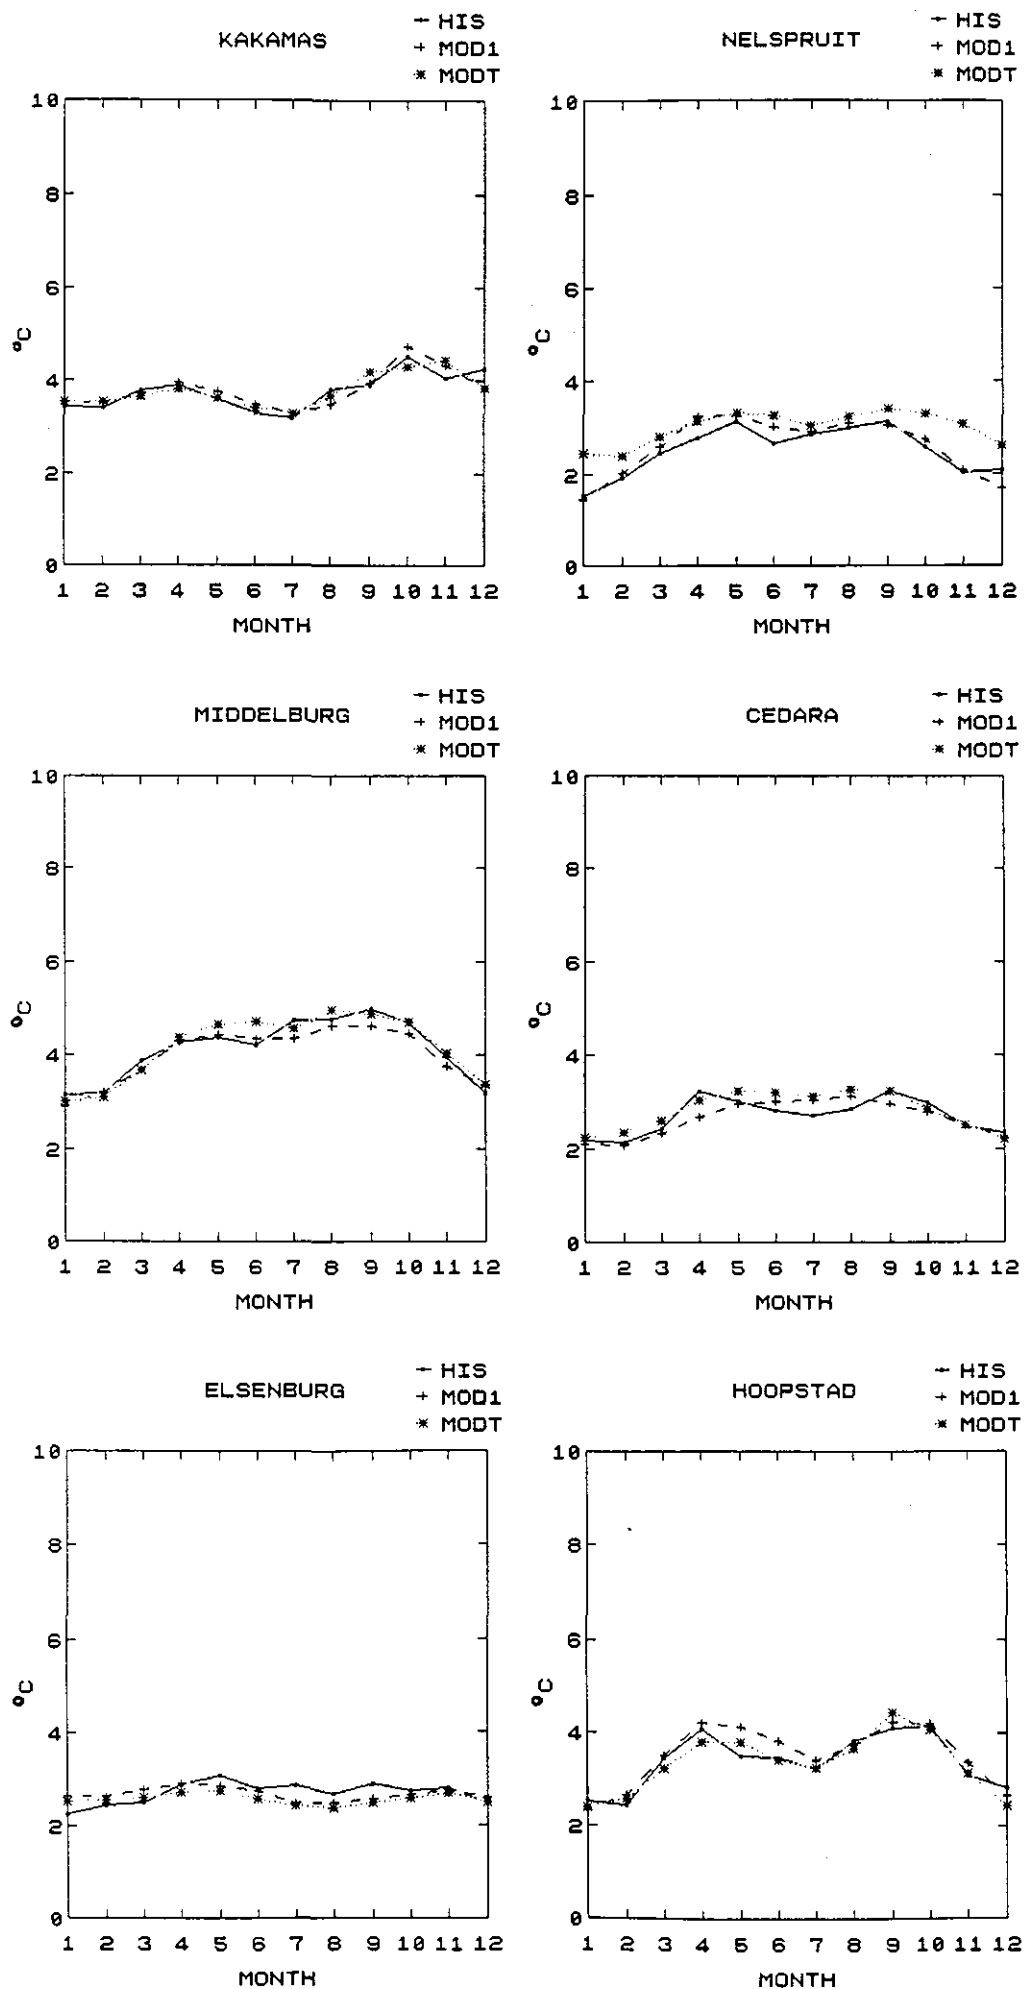 KAKAMAS
HIS
+ MOD1
* MODT
10
8
6
4
2
0
°C
1 2 3 4 5 6 7 8 9 10 11 12
MONTH
NELSPRUIT
HIS
+ MOD1
* MODT
10
8
6
4
2
0
°C
1 2 3 4 5 6 7 8 9 10 11 12
MONTH
MIDDELBURG
HIS
+ MOD1
* MODT
10
8
6
4
2
0
°C
1 2 3 4 5 6 7 8 9 10 11 12
MONTH
CEDARA
HIS
+ MOD1
* MODT
10
8
6
4
2
0
°C
1 2 3 4 5 6 7 8 9 10 11 12
MONTH
ELSENBURG
HIS
+ MOD1
* MODT
10
8
6
4
2
0
°C
1 2 3 4 5 6 7 8 9 10 11 12
MONTH
HOOPSTAD
HIS
+ MOD1
* MODT
10
8
6
4
2
0
°C
1 2 3 4 5 6 7 8 9 10 11 12
MONTH